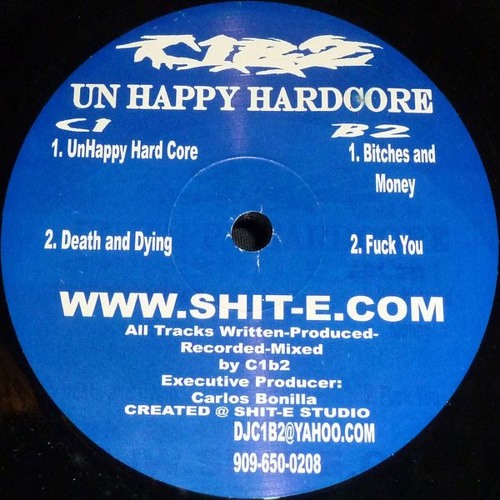 C1B2
UN HAPPY HARDCORE
C1
B2
1. UnHappy Hard Core
1. Bitches and
Money
2. Death and Dying
2. Fuck You
WWW.SHIT-E.COM
All Tracks Written-Produced-
Recorded-Mixed
by C1b2
Executive Producer:
Carlos Bonilla
CREATED @ SHIT-E STUDIO
DJC1B2@YAHOO.COM
909-650-0208